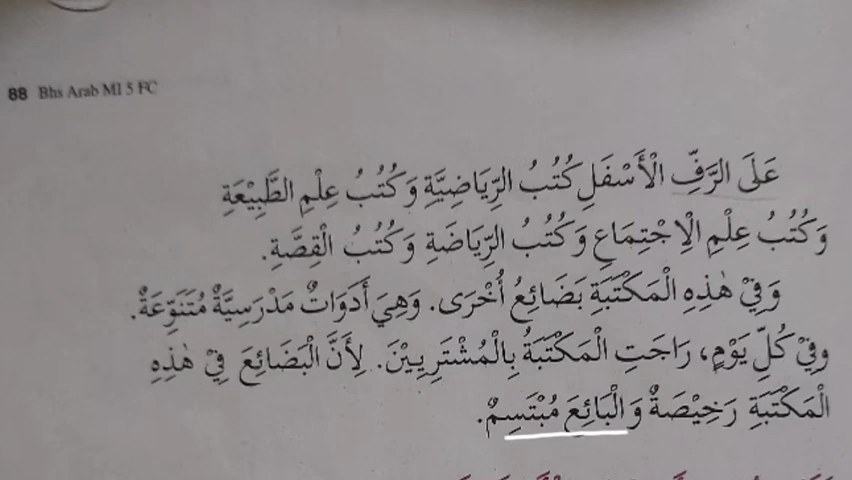 88 Bhs Arab MI 5 FC
عَلَى الرَّفِّ الْأَسْفَلِ كُتُبُ الرِّيَاضِيَّةِ وَكُتُبُ عِلْمِ الطَّبِيْعَةِ
وَكُتُبُ عِلْمِ الْاِجْتِمَاعِ وَكُتُبُ الرِّيَاضَةِ وَكُتُبُ الْقِصَّةِ.
وَفِيْ هٰذِهِ الْمَكْتَبَةِ بَضَائِعُ أُخْرَى. وَهِيَ أَدَوَاتٌ مَدْرَسِيَّةٌ مُتَنَوِّعَةٌ.
وَفِيْ كُلِّ يَوْمٍ، رَاجَتِ الْمَكْتَبَةُ بِالْمُشْتَرِيِيْنَ. لِأَنَّ الْبَضَائِعَ فِيْ هٰذِهِ
الْمَكْتَبَةِ رَخِيْصَةٌ وَالْبَائِعَ مُبْتَسِمٌ.